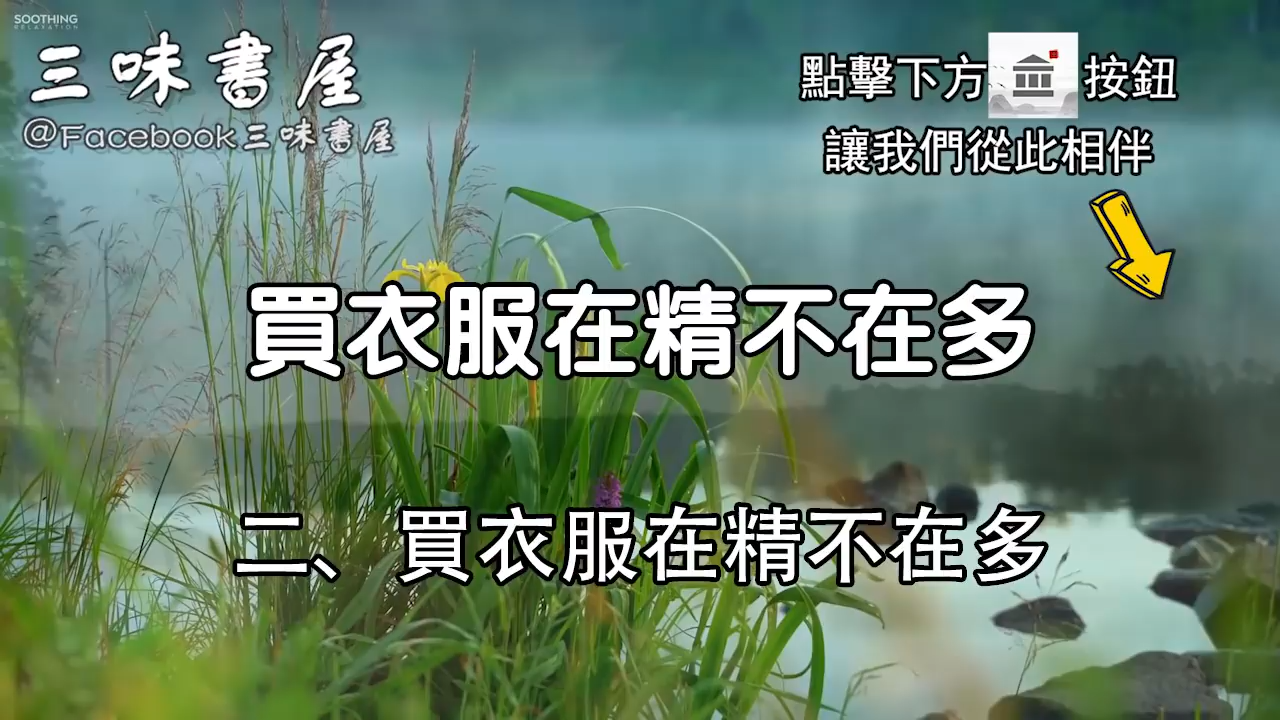 SOOTHING
RELAXATION
三味書屋
@Facebook三味書屋
點擊下方 按鈕
讓我們從此相伴
買衣服在精不在多
二、買衣服在精不在多